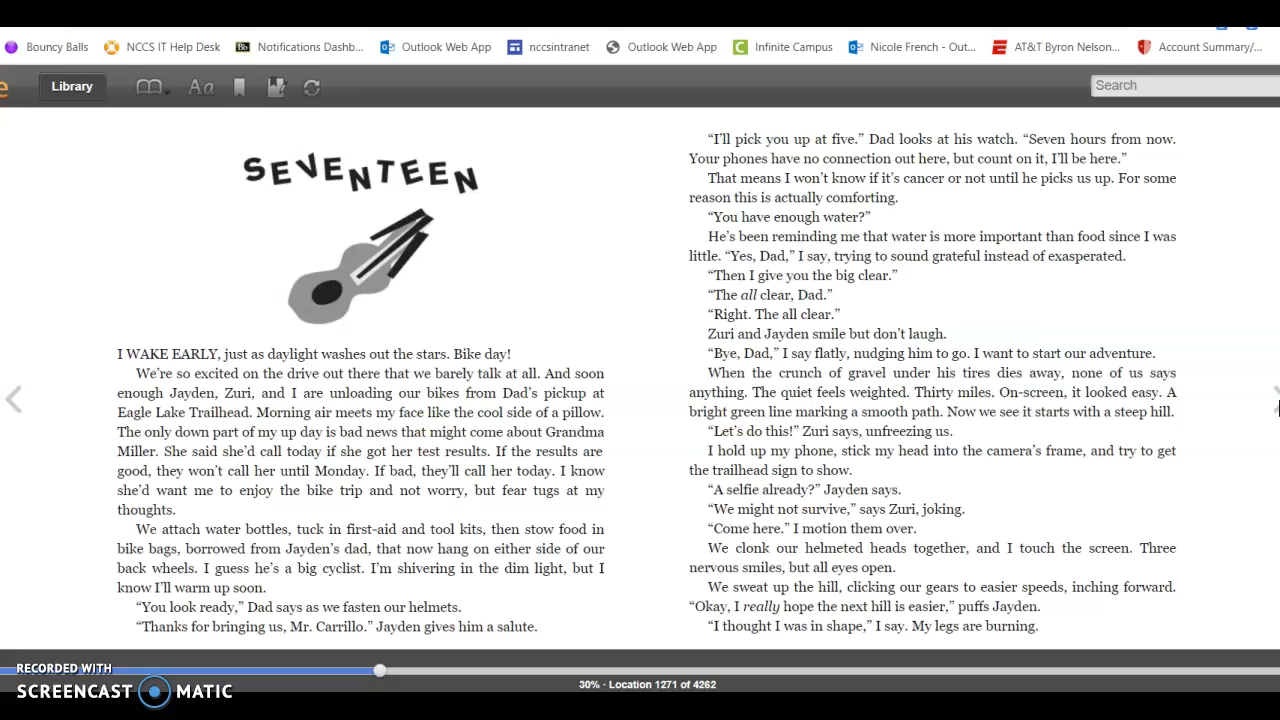 Bouncy Balls NCCS IT Help Desk Notifications Dashb... Outlook Web App nccsintranet Outlook Web App Infinite Campus Nicole French - Out... AT&T Byron Nelson... Account Summary/...
e Library Aa Search
SEVENTEEN
I WAKE EARLY, just as daylight washes out the stars. Bike day!
We’re so excited on the drive out there that we barely talk at all. And soon
enough Jayden, Zuri, and I are unloading our bikes from Dad’s pickup at
Eagle Lake Trailhead. Morning air meets my face like the cool side of a pillow.
The only down part of my up day is bad news that might come about Grandma
Miller. She said she’d call today if she got her test results. If the results are
good, they won’t call her until Monday. If bad, they’ll call her today. I know
she’d want me to enjoy the bike trip and not worry, but fear tugs at my
thoughts.
We attach water bottles, tuck in first-aid and tool kits, then stow food in
bike bags, borrowed from Jayden’s dad, that now hang on either side of our
back wheels. I guess he’s a big cyclist. I’m shivering in the dim light, but I
know I’ll warm up soon.
“You look ready,” Dad says as we fasten our helmets.
“Thanks for bringing us, Mr. Carrillo.” Jayden gives him a salute.
“I’ll pick you up at five.” Dad looks at his watch. “Seven hours from now.
Your phones have no connection out here, but count on it, I’ll be here.”
That means I won’t know if it’s cancer or not until he picks us up. For some
reason this is actually comforting.
“You have enough water?”
He’s been reminding me that water is more important than food since I was
little. “Yes, Dad,” I say, trying to sound grateful instead of exasperated.
“Then I give you the big clear.”
“The all clear, Dad.”
“Right. The all clear.”
Zuri and Jayden smile but don’t laugh.
“Bye, Dad,” I say flatly, nudging him to go. I want to start our adventure.
When the crunch of gravel under his tires dies away, none of us says
anything. The quiet feels weighted. Thirty miles. On-screen, it looked easy. A
bright green line marking a smooth path. Now we see it starts with a steep hill.
“Let’s do this!” Zuri says, unfreezing us.
I hold up my phone, stick my head into the camera’s frame, and try to get
the trailhead sign to show.
“A selfie already?” Jayden says.
“We might not survive,” says Zuri, joking.
“Come here.” I motion them over.
We clonk our helmeted heads together, and I touch the screen. Three
nervous smiles, but all eyes open.
We sweat up the hill, clicking our gears to easier speeds, inching forward.
“Okay, I really hope the next hill is easier,” puffs Jayden.
“I thought I was in shape,” I say. My legs are burning.
30% · Location 1271 of 4262
RECORDED WITH
SCREENCAST MATIC